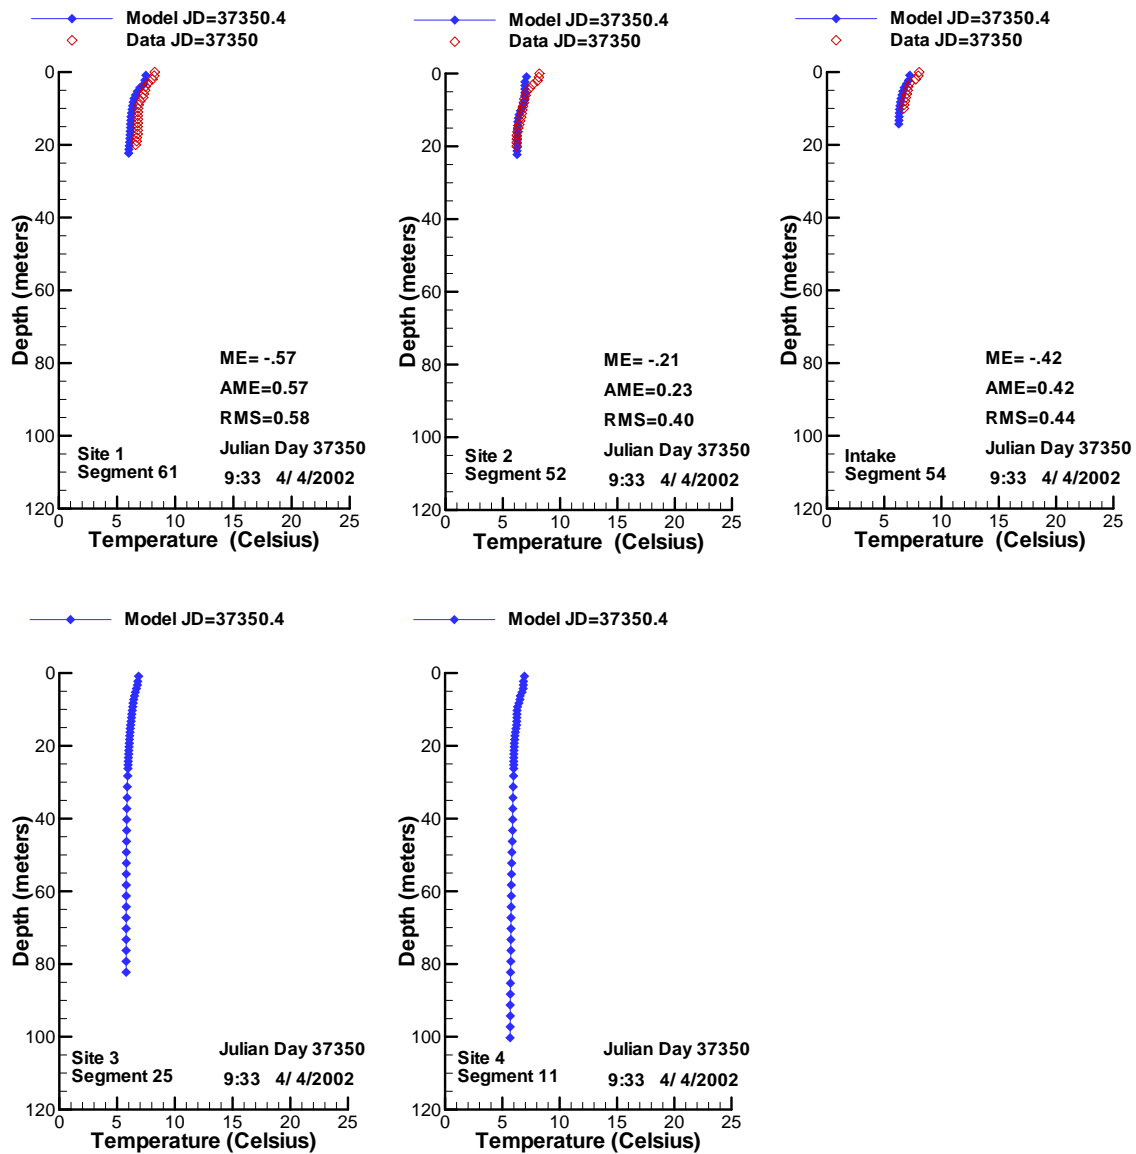 Model JD=37350.4
Data JD=37350
0
20
40
60
80
100
120
Depth (meters)
ME= -.57
AME=0.57
RMS=0.58
Julian Day 37350
9:33 4/ 4/2002
Site 1
Segment 61
0 5 10 15 20 25
Temperature (Celsius)
Model JD=37350.4
Data JD=37350
0
20
40
60
80
100
120
Depth (meters)
ME= -.21
AME=0.23
RMS=0.40
Julian Day 37350
9:33 4/ 4/2002
Site 2
Segment 52
0 5 10 15 20 25
Temperature (Celsius)
Model JD=37350.4
Data JD=37350
0
20
40
60
80
100
120
Depth (meters)
ME= -.42
AME=0.42
RMS=0.44
Julian Day 37350
9:33 4/ 4/2002
Intake
Segment 54
0 5 10 15 20 25
Temperature (Celsius)
Model JD=37350.4
0
20
40
60
80
100
120
Depth (meters)
Julian Day 37350
9:33 4/ 4/2002
Site 3
Segment 25
0 5 10 15 20 25
Temperature (Celsius)
Model JD=37350.4
0
20
40
60
80
100
120
Depth (meters)
Julian Day 37350
9:33 4/ 4/2002
Site 4
Segment 11
0 5 10 15 20 25
Temperature (Celsius)